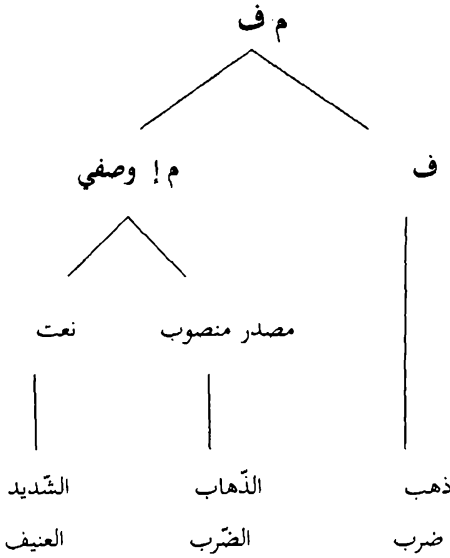 م ف
ف م إ وصفي
مصدر منصوب نعت
ذهب الذّهاب الشّديد
ضرب الضّرب العنيف